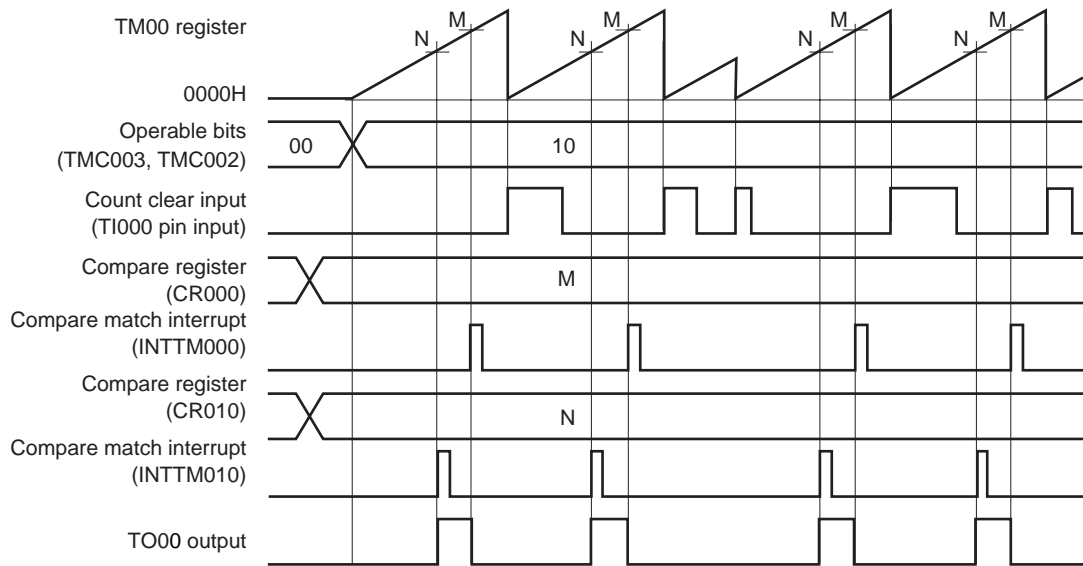 M
M
M
M
TM00 register
N
N
N
N
0000H
Operable bits
(TMC003, TMC002)
00
10
Count clear input
(TI000 pin input)
Compare register
(CR000)
M
Compare match interrupt
(INTTM000)
Compare register
(CR010)
N
Compare match interrupt
(INTTM010)
TO00 output